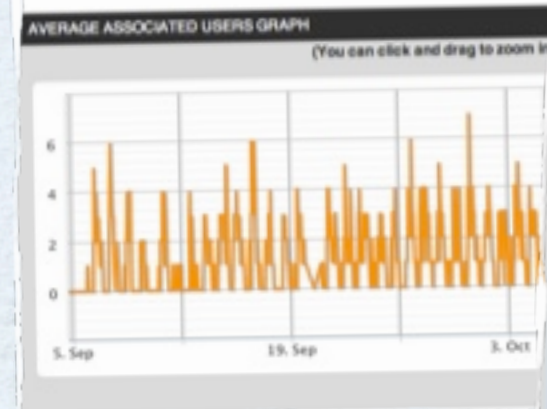 AVERAGE ASSOCIATED USERS GRAPH
(You can click and drag to zoom in
6
4
2
0
5. Sep
19. Sep
3. Oct